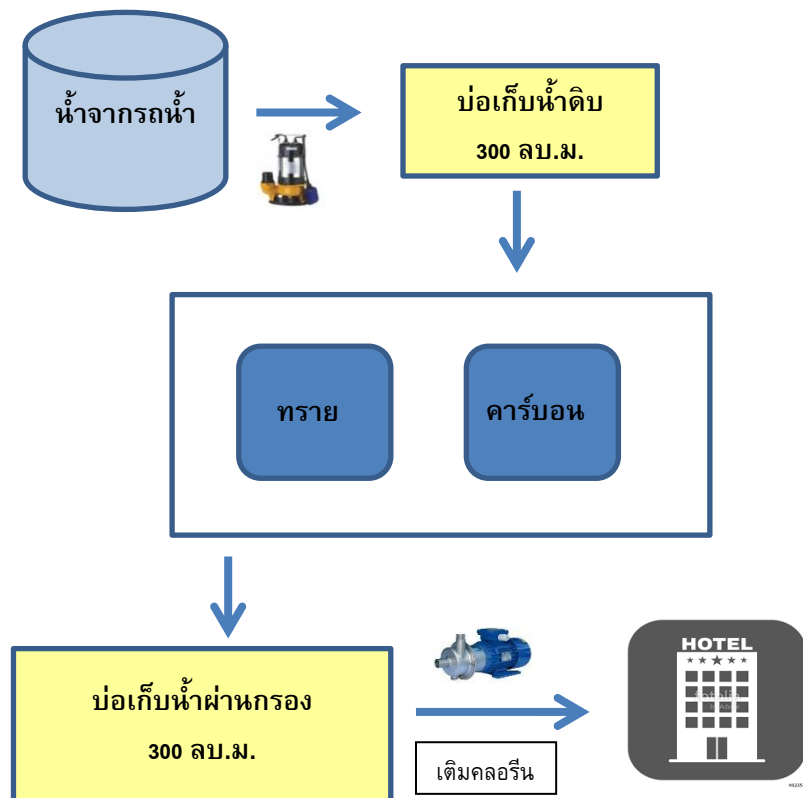 น้ำจากรถน้ำ
บ่อเก็บน้ำดิบ
300 ลบ.ม.
ทราย
คาร์บอน
บ่อเก็บน้ำผ่านกรอง
300 ลบ.ม.
เติมคลอรีน
HOTEL